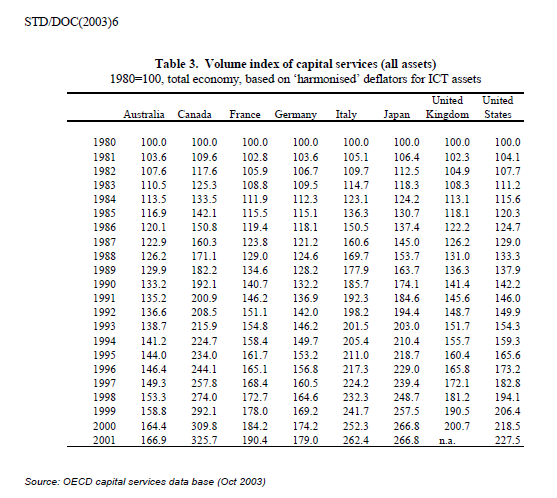 STD/DOC(2003)6
Table 3. Volume index of capital services (all assets)
1980=100, total economy, based on ‘harmonised’ deflators for ICT assets
United United
Australia Canada France Germany Italy Japan Kingdom States
1980 100.0 100.0 100.0 100.0 100.0 100.0 100.0 100.0
1981 103.6 109.6 102.8 103.6 105.1 106.4 102.3 104.1
1982 107.6 117.6 105.9 106.7 109.7 112.5 104.9 107.7
1983 110.5 125.3 108.8 109.5 114.7 118.3 108.3 111.2
1984 113.5 133.5 111.9 112.3 123.1 124.2 113.1 115.6
1985 116.9 142.1 115.5 115.1 136.3 130.7 118.1 120.3
1986 120.1 150.8 119.4 118.1 150.5 137.4 122.2 124.7
1987 122.9 160.3 123.8 121.2 160.6 145.0 126.2 129.0
1988 126.2 171.1 129.0 124.6 169.7 153.7 131.0 133.3
1989 129.9 182.2 134.6 128.2 177.9 163.7 136.3 137.9
1990 133.2 192.1 140.7 132.2 185.7 174.1 141.4 142.2
1991 135.2 200.9 146.2 136.9 192.3 184.6 145.6 146.0
1992 136.6 208.5 151.1 142.0 198.2 194.4 148.7 149.9
1993 138.7 215.9 154.8 146.2 201.5 203.0 151.7 154.3
1994 141.2 224.7 158.4 149.7 205.4 210.4 155.7 159.3
1995 144.0 234.0 161.7 153.2 211.0 218.7 160.4 165.6
1996 146.4 244.1 165.1 156.8 217.3 229.0 165.8 173.2
1997 149.3 257.8 168.4 160.5 224.2 239.4 172.1 182.8
1998 153.3 274.0 172.7 164.6 232.3 248.7 181.2 194.1
1999 158.8 292.1 178.0 169.2 241.7 257.5 190.5 206.4
2000 164.4 309.8 184.2 174.2 252.3 266.8 200.7 218.5
2001 166.9 325.7 190.4 179.0 262.4 266.8 n.a. 227.5
Source: OECD capital services data base (Oct 2003)